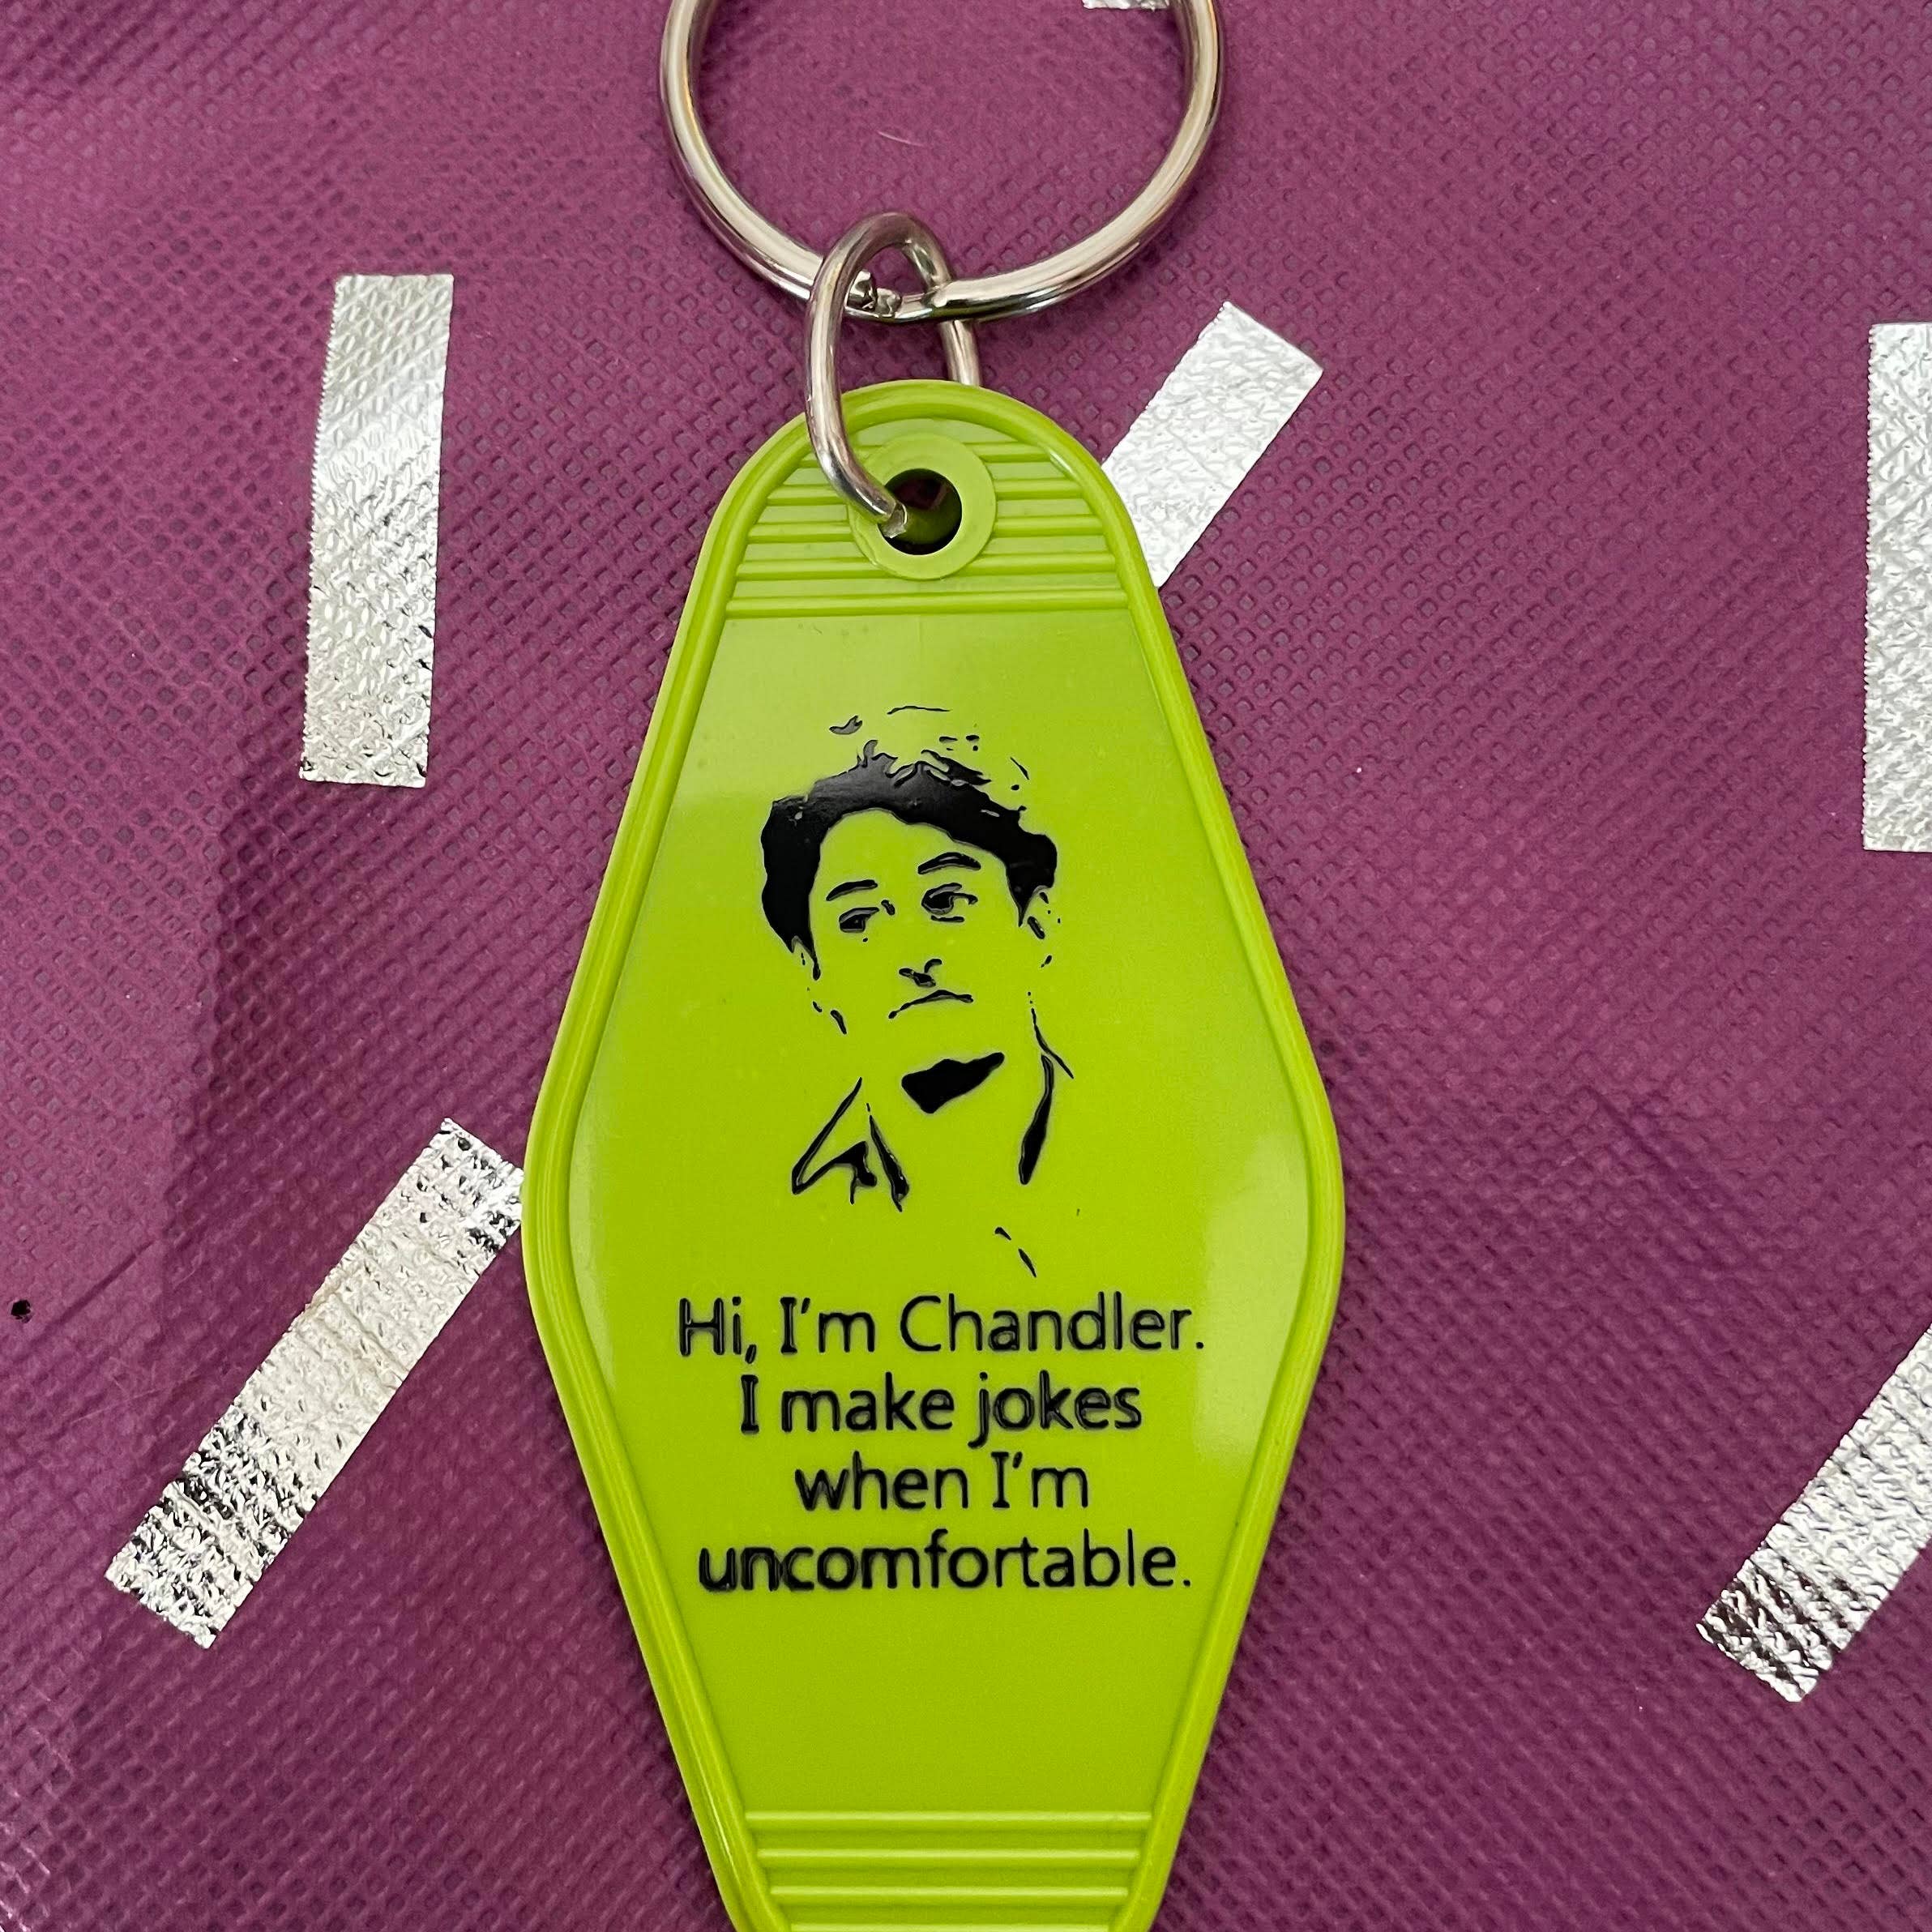 Hi, I'm Chandler.
I make jokes
when I'm
uncomfortable.